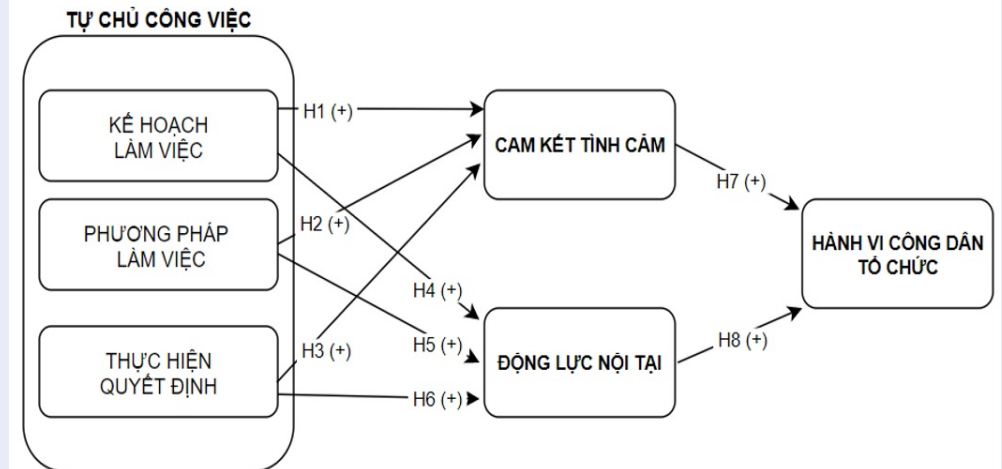 TỰ CHỦ CÔNG VIỆC
KẾ HOẠCH
LÀM VIỆC
PHƯƠNG PHÁP
LÀM VIỆC
THỰC HIỆN
QUYẾT ĐỊNH
H1 (+)
H2 (+)
H3 (+)
H4 (+)
H5 (+)
H6 (+)
CAM KẾT TÌNH CẢM
ĐỘNG LỰC NỘI TẠI
H7 (+)
H8 (+)
HÀNH VI CÔNG DÂN
TỔ CHỨC